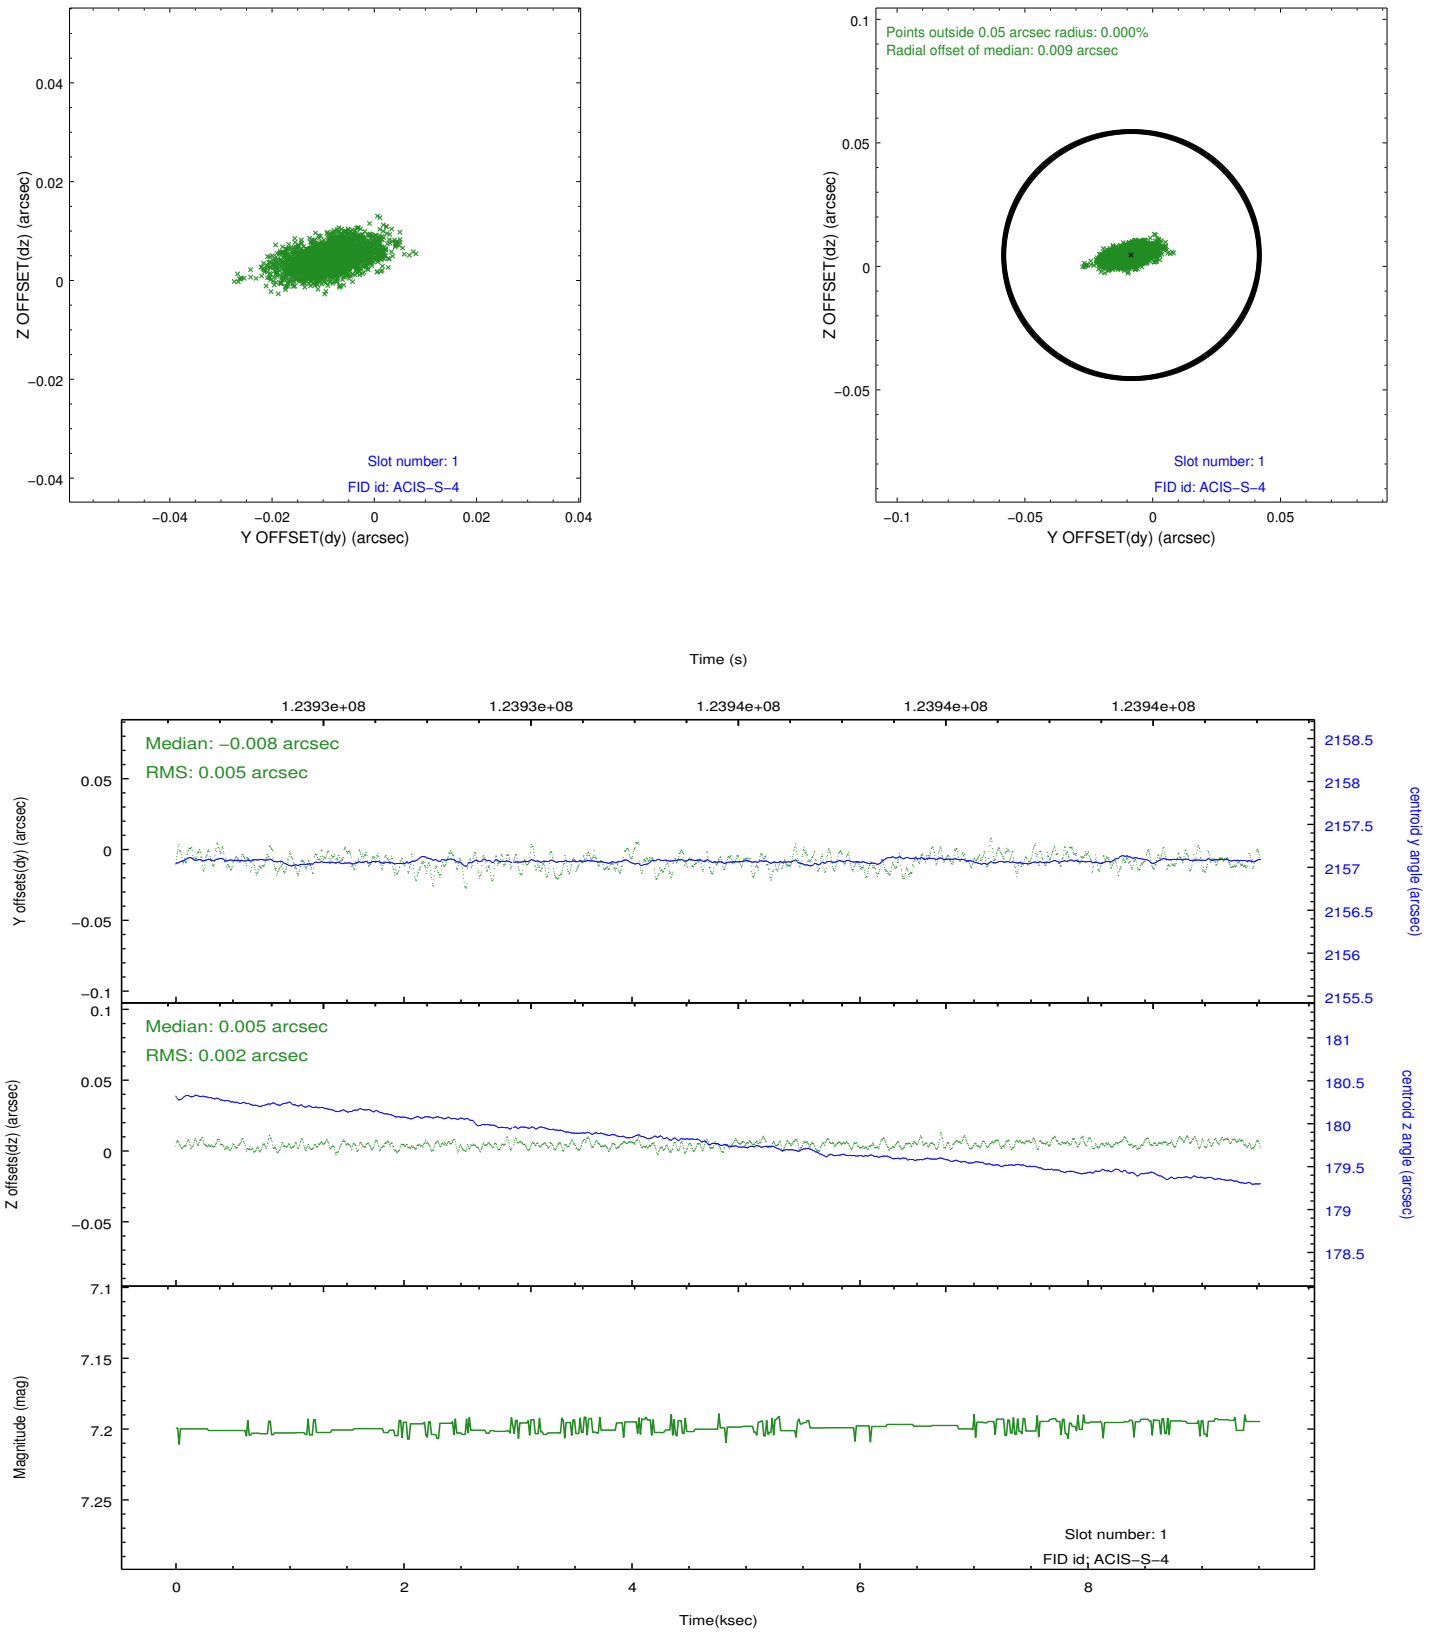 0.04
0.02
0
−0.02
−0.04
Z OFFSET(dz) (arcsec)
Slot number: 1
FID id: ACIS−S−4
−0.04
−0.02
0
0.02
0.04
Y OFFSET(dy) (arcsec)
Points outside 0.05 arcsec radius: 0.000%
Radial offset of median: 0.009 arcsec
0.1
0.05
0
−0.05
Z OFFSET(dz) (arcsec)
Slot number: 1
FID id: ACIS−S−4
−0.1
−0.05
0
0.05
Y OFFSET(dy) (arcsec)
Time (s)
1.2393e+08
1.2393e+08
1.2394e+08
1.2394e+08
1.2394e+08
Median: −0.008 arcsec
RMS: 0.005 arcsec
0.05
0
−0.05
−0.1
Y offsets(dy) (arcsec)
2158.5
2158
2157.5
2157
2156.5
2156
2155.5
centroid y angle (arcsec)
Median: 0.005 arcsec
RMS: 0.002 arcsec
0.1
0.05
0
−0.05
Z offsets(dz) (arcsec)
181
180.5
180
179.5
179
178.5
centroid z angle (arcsec)
7.1
7.15
7.2
7.25
Magnitude (mag)
Slot number: 1
FID id: ACIS−S−4
0
2
4
6
8
Time(ksec)